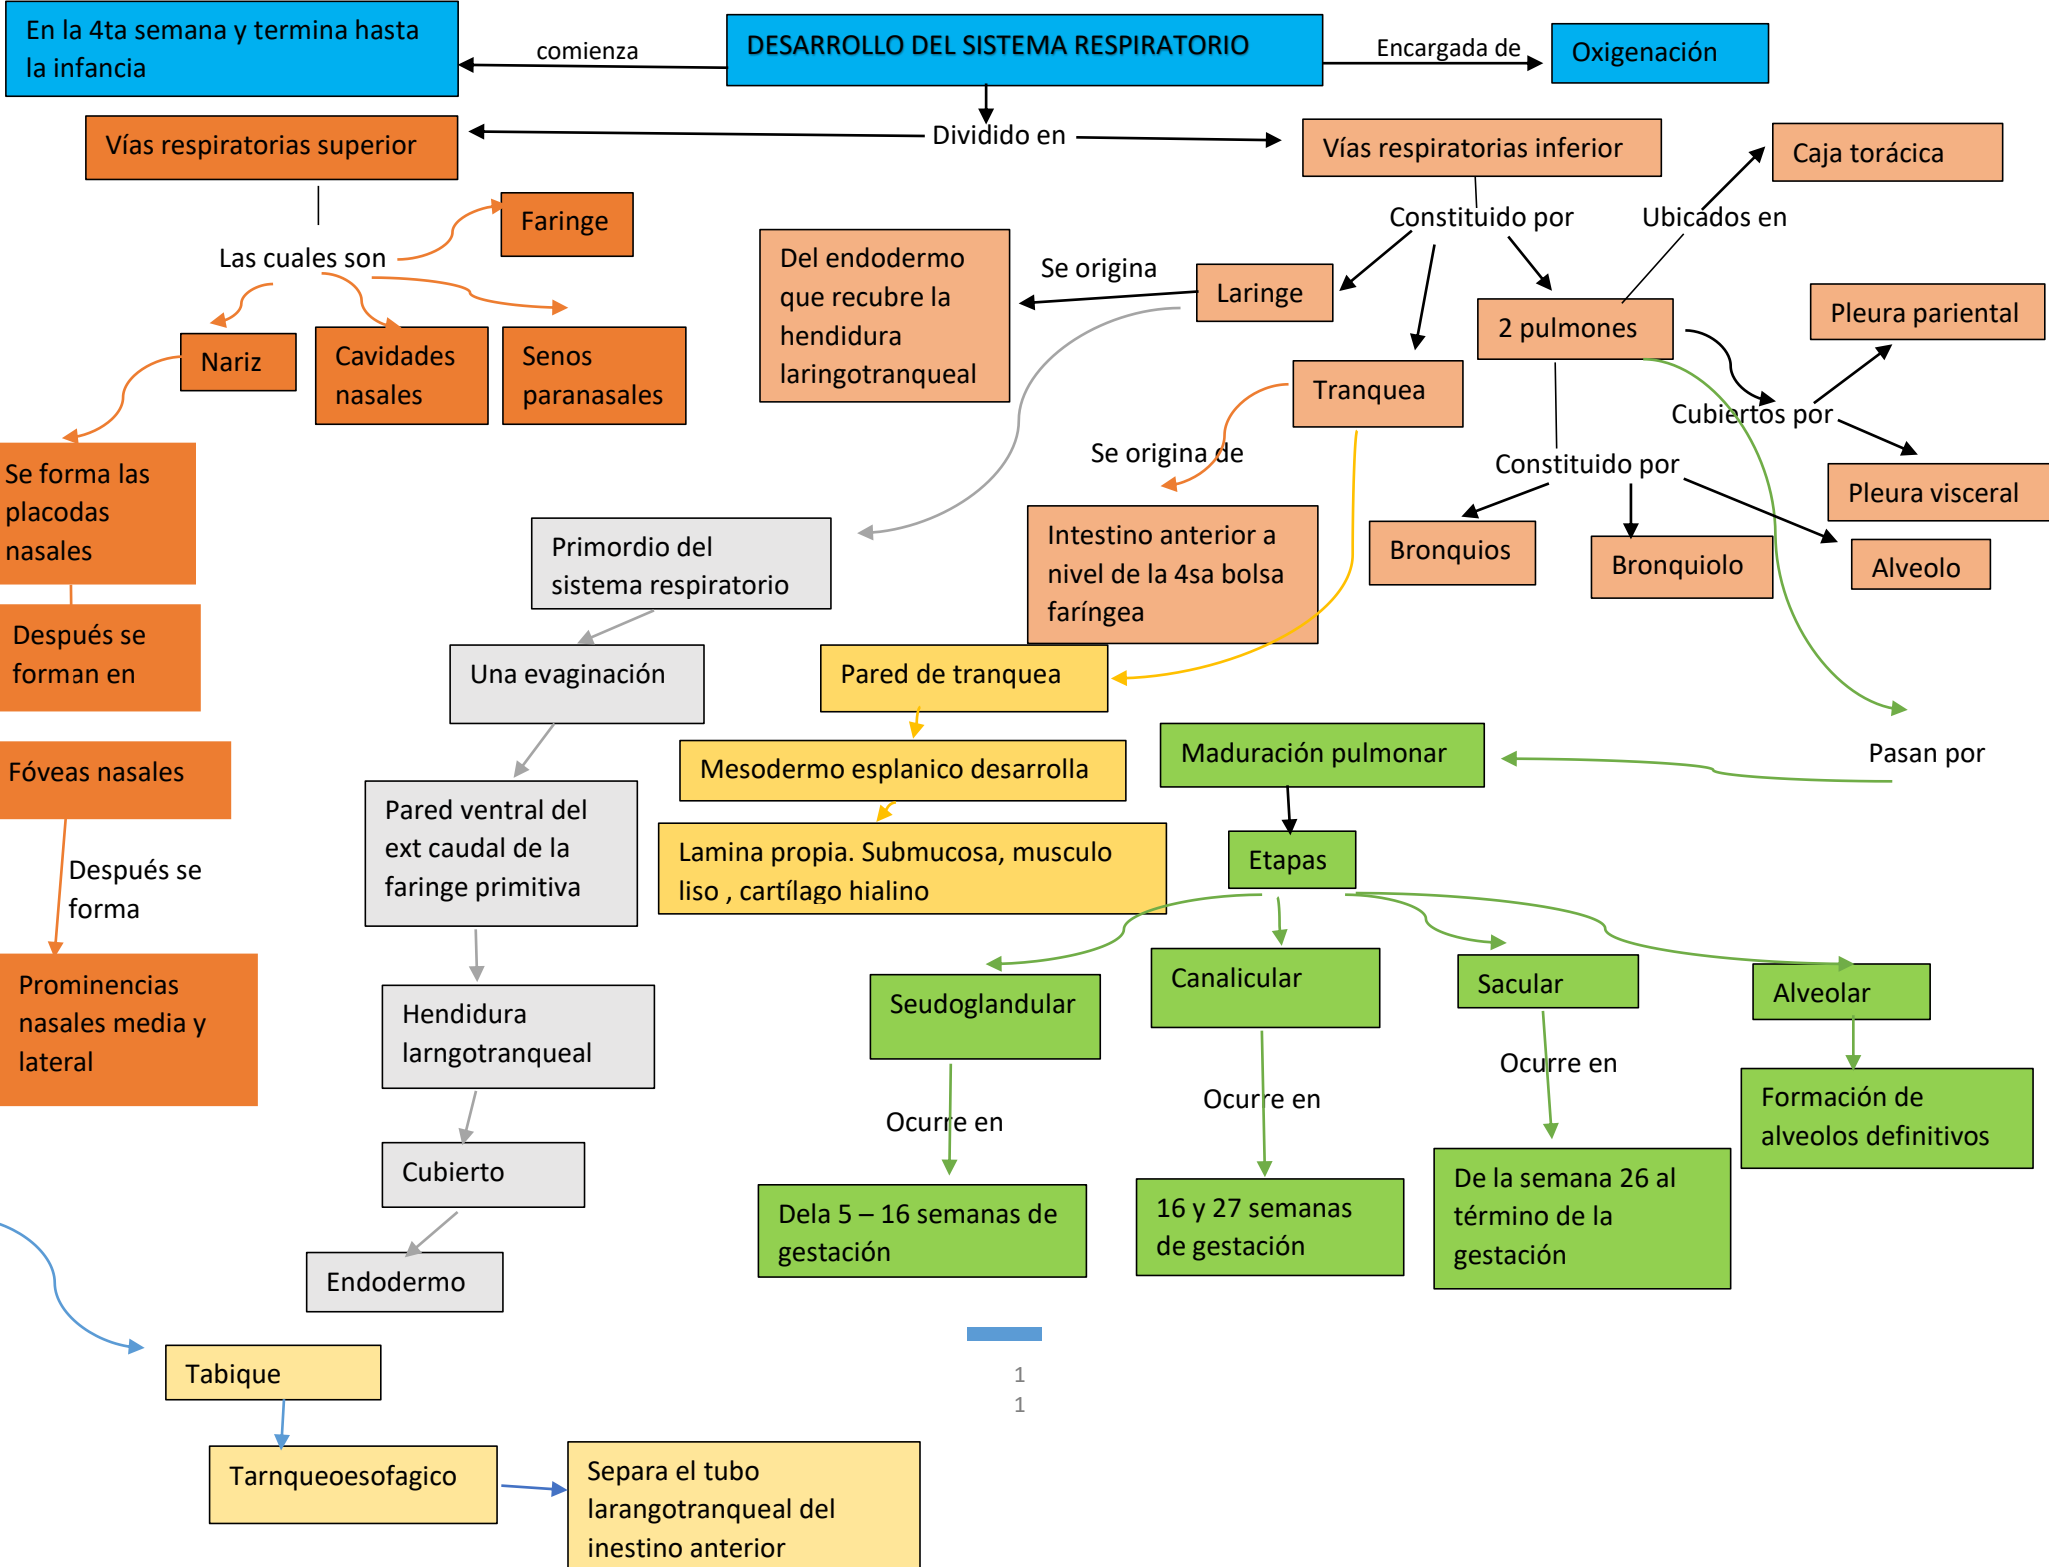 En la 4ta semana y termina hasta
la infancia
comienza
DESARROLLO DEL SISTEMA RESPIRATORIO
Encargada de
Oxigenación
Vías respiratorias superior
Dividido en
Vías respiratorias inferior
Caja torácica
Faringe
Constituido por
Ubicados en
Las cuales son
Del endodermo
que recubre la
hendidura
laringotranqueal
Se origina
Laringe
2 pulmones
Pleura pariental
Nariz
Cavidades
nasales
Senos
paranasales
Tranquea
Cubiertos por
Se origina de
Constituido por
Pleura visceral
Se forma las
placodas
nasales
Primordio del
sistema respiratorio
Intestino anterior a
nivel de la 4sa bolsa
faríngea
Bronquios
Bronquiolo
Alveolo
Después se
forman en
Una evaginación
Pared de tranquea
Fóveas nasales
Mesodermo esplanico desarrolla
Maduración pulmonar
Pasan por
Pared ventral del
ext caudal de la
faringe primitiva
Lamina propia. Submucosa, musculo
liso , cartílago hialino
Etapas
Después se
forma
Prominencias
nasales media y
lateral
Hendidura
larngotranqueal
Seudoglandular
Canalicular
Sacular
Alveolar
Ocurre en
Ocurre en
Ocurre en
Formación de
alveolos definitivos
Cubierto
Dela 5 – 16 semanas de
gestación
16 y 27 semanas
de gestación
De la semana 26 al
término de la
gestación
Endodermo
Tabique
1
1
Tarnqueoesofagico
Separa el tubo
larangotranqueal del
inestino anterior